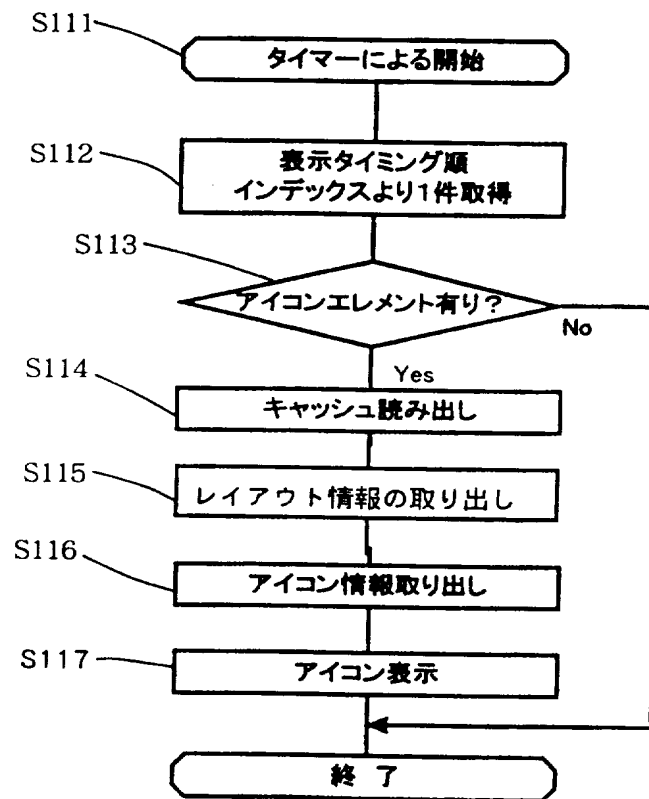 S111
タイマーによる開始
S112
表示タイミング順
インデックスより1件取得
S113
アイコンエレメント有り?
No
Yes
S114
キャッシュ読み出し
S115
レイアウト情報の取り出し
S116
アイコン情報取り出し
S117
アイコン表示
終了